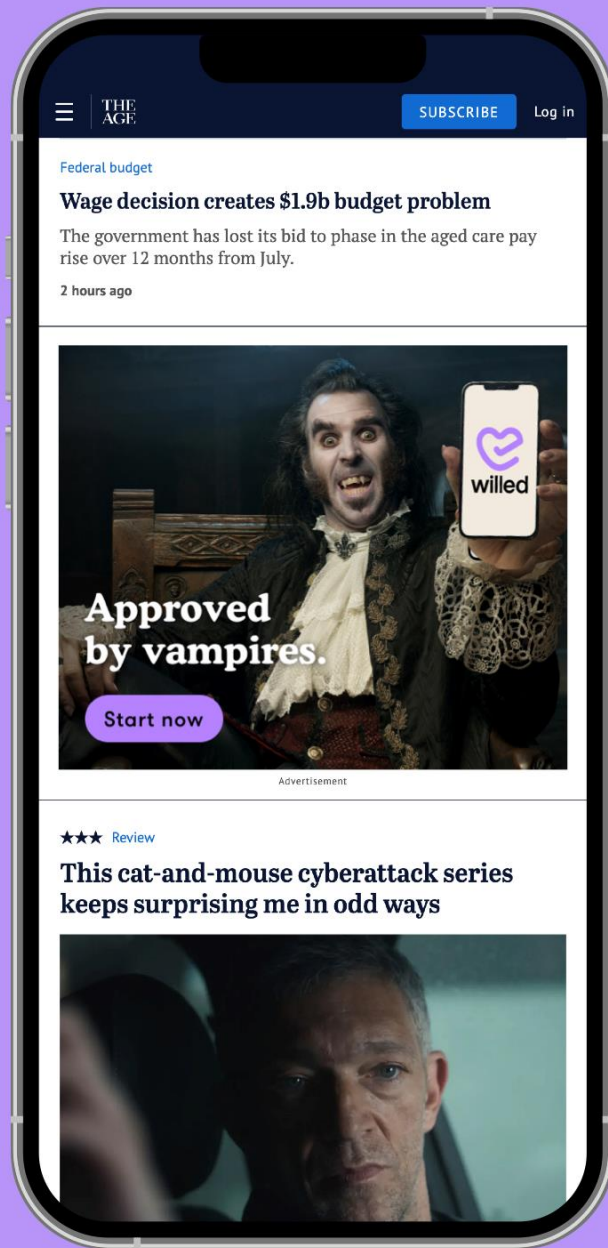 THE
AGE
SUBSCRIBE
Log in
Federal budget
Wage decision creates $1.9b budget problem
The government has lost its bid to phase in the aged care pay
rise over 12 months from July.
2 hours ago
willed
Approved
by vampires.
Start now
Advertisement
★★★ Review
This cat-and-mouse cyberattack series
keeps surprising me in odd ways